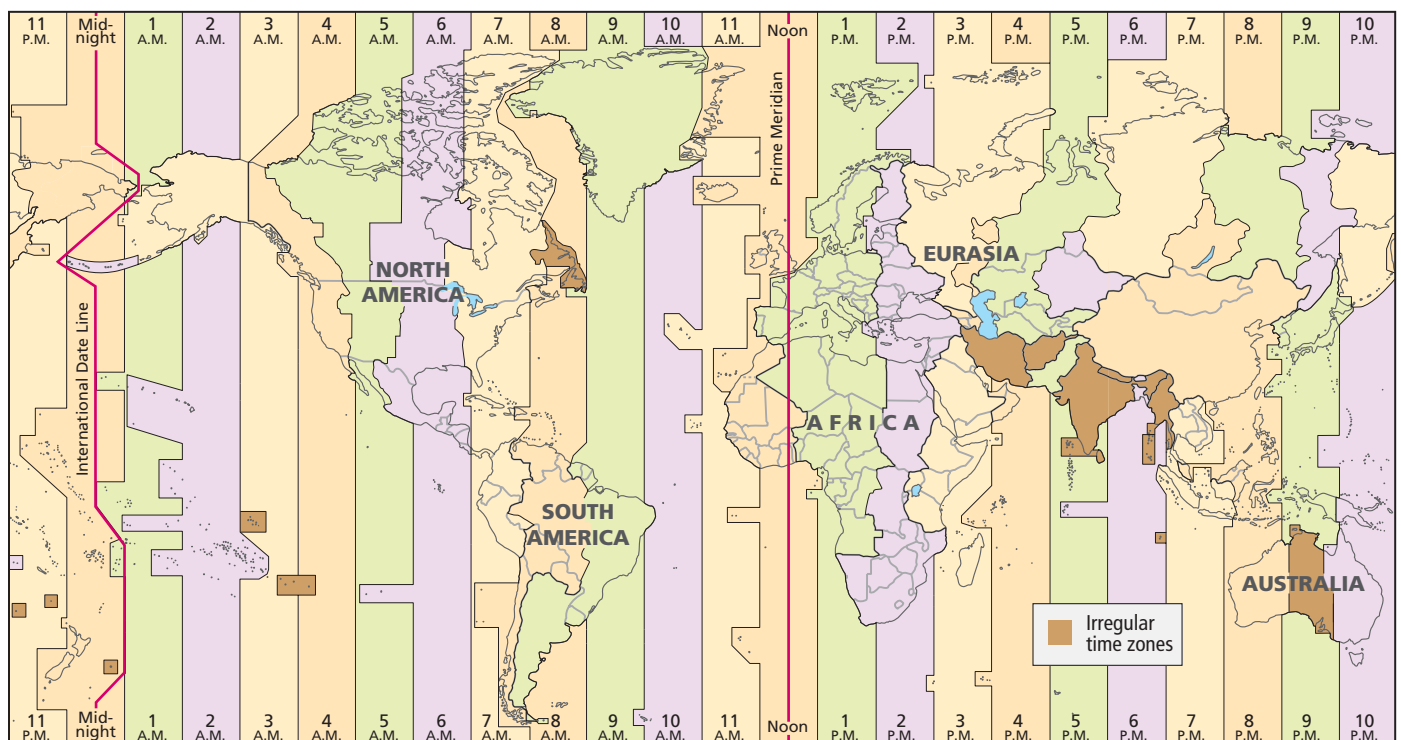 11 Mid- 1 2 3 4 5 6 7 8 9 10 11 Noon 1 2 3 4 5 6 7 8 9 10
P.M. night A.M. A.M. A.M. A.M. A.M. A.M. A.M. A.M. A.M. A.M. A.M. P.M. P.M. P.M. P.M. P.M. P.M. P.M. P.M. P.M. P.M.
Prime Meridian
EURASIA
NORTH
AMERICA
International Date Line
AFRICA
SOUTH
AMERICA
AUSTRALIA
Irregular
time zones
11 Mid- 1 2 3 4 5 6 7 8 9 10 11 Noon 1 2 3 4 5 6 7 8 9 10
P.M. night A.M. A.M. A.M. A.M. A.M. A.M. A.M. A.M. A.M. A.M. A.M. P.M. P.M. P.M. P.M. P.M. P.M. P.M. P.M. P.M. P.M.